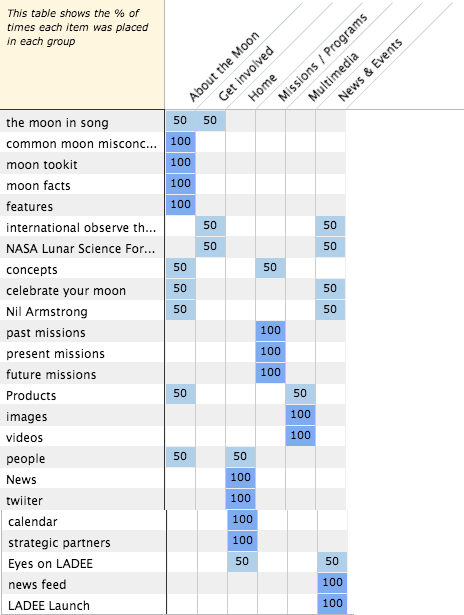 This table shows the % of
times each item was placed
in each group
About the Moon
Get involved
Home
Missions / Programs
Multimedia
News & Events
the moon in song 50 50
common moon misconc... 100
moon tookit 100
moon facts 100
features 100
international observe th... 50 50
NASA Lunar Science For... 50 50
concepts 50 50
celebrate your moon 50 50
Nil Armstrong 50 50
past missions 100
present missions 100
future missions 100
Products 50 50
images 100
videos 100
people 50 50
News 100
twiiter 100
calendar 100
strategic partners 100
Eyes on LADEE 50 50
news feed 100
LADEE Launch 100